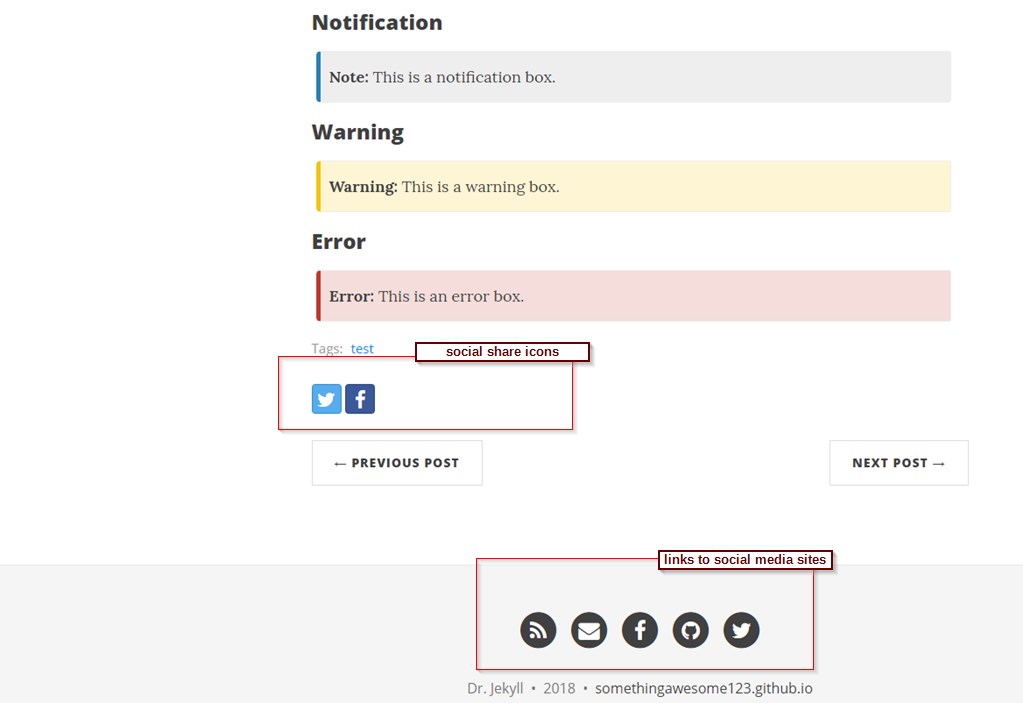 Notification
Note: This is a notification box.
Warning
Warning: This is a warning box.
Error
Error: This is an error box.
Tags: test
social share icons
← PREVIOUS POST
NEXT POST →
links to social media sites
Dr. Jekyll • 2018 • somethingawesome123.github.io